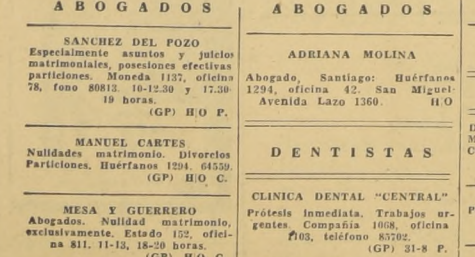 ABOGADOS
SANCHEZ DEL POZO
Especialmente asuntos y juicios
matrimoniales, posesiones efectivas
particiones. Moneda 1137, oficina
78, fono 80813. 10-12.30 y 17.30-
19 horas.
(GP) H|O P.
MANUEL CARTES
Nulidades matrimonio. Divorcios
Particiones. Huérfanos 1294. 64559.
(GP) H|O C.
MESA Y GUERRERO
Abogados. Nulidad matrimonio,
exclusivamente. Estado 152, ofici-
na 811. 11-13, 18-20 horas.
(GP) H|O C.
ABOGADOS
ADRIANA MOLINA
Abogado, Santiago: Huérfanos
1294, oficina 42. San Miguel-
Avenida Lazo 1360. H|O
DENTISTAS
CLINICA DENTAL "CENTRAL"
Prótesis inmediata. Trabajos ur-
gentes. Compañía 1068, oficina
1103, teléfono 85702.
(GP) 31-8 P.